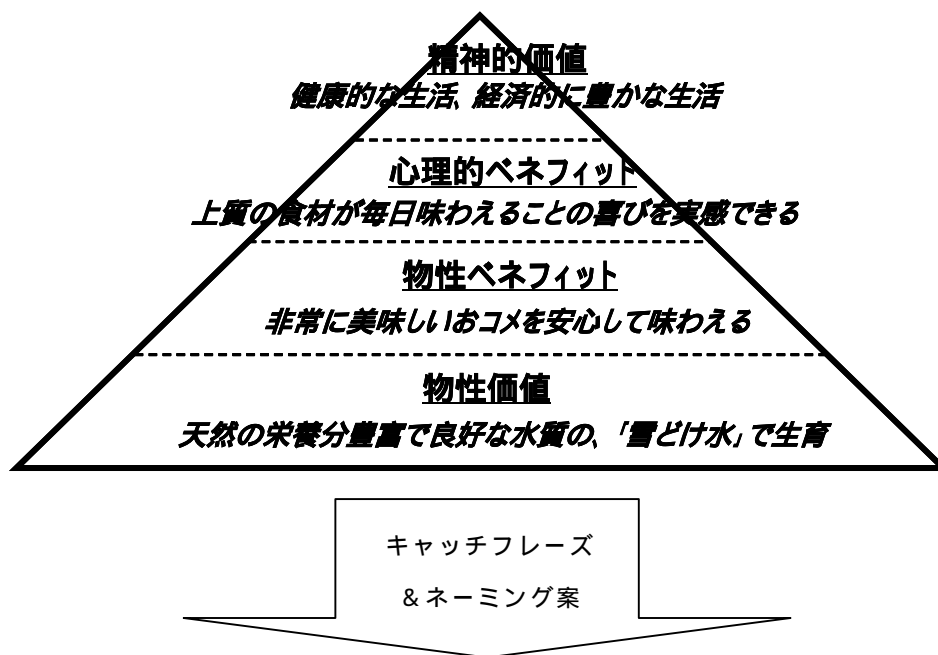 精神的価値
健康的な生活、経済的に豊かな生活
心理的ベネフィット
上質の食材が毎日味わえることの喜びを実感できる
物性ベネフィット
非常に美味しいおコメを安心して味わえる
物性価値
天然の栄養分豊富で良好な水質の、「雪どけ水」で生育
キャッチフレーズ
＆ネーミング案